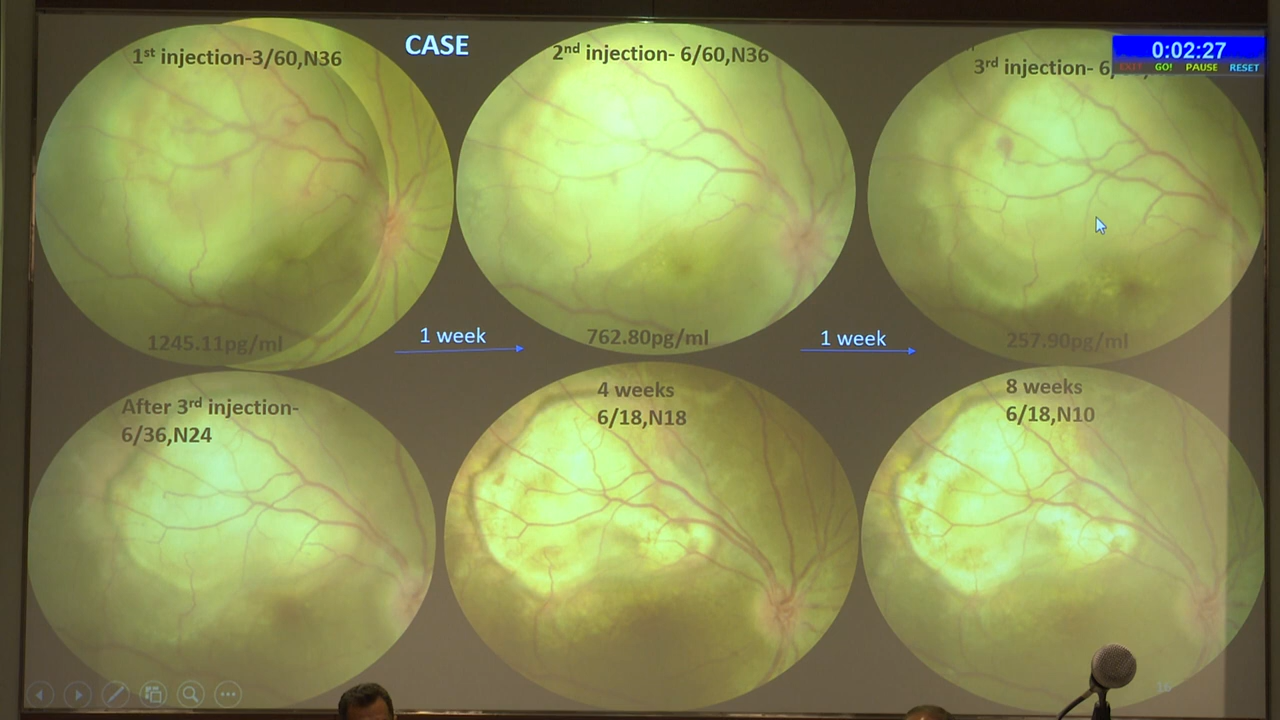 CASE
1st injection-3/60,N36
2nd injection- 6/60,N36
3rd injection- 6/
0:02:27
EXIT GO! PAUSE RESET
1245.11pg/ml
1 week
762.80pg/ml
1 week
257.90pg/ml
After 3rd injection-
6/36,N24
4 weeks
6/18,N18
8 weeks
6/18,N10
16